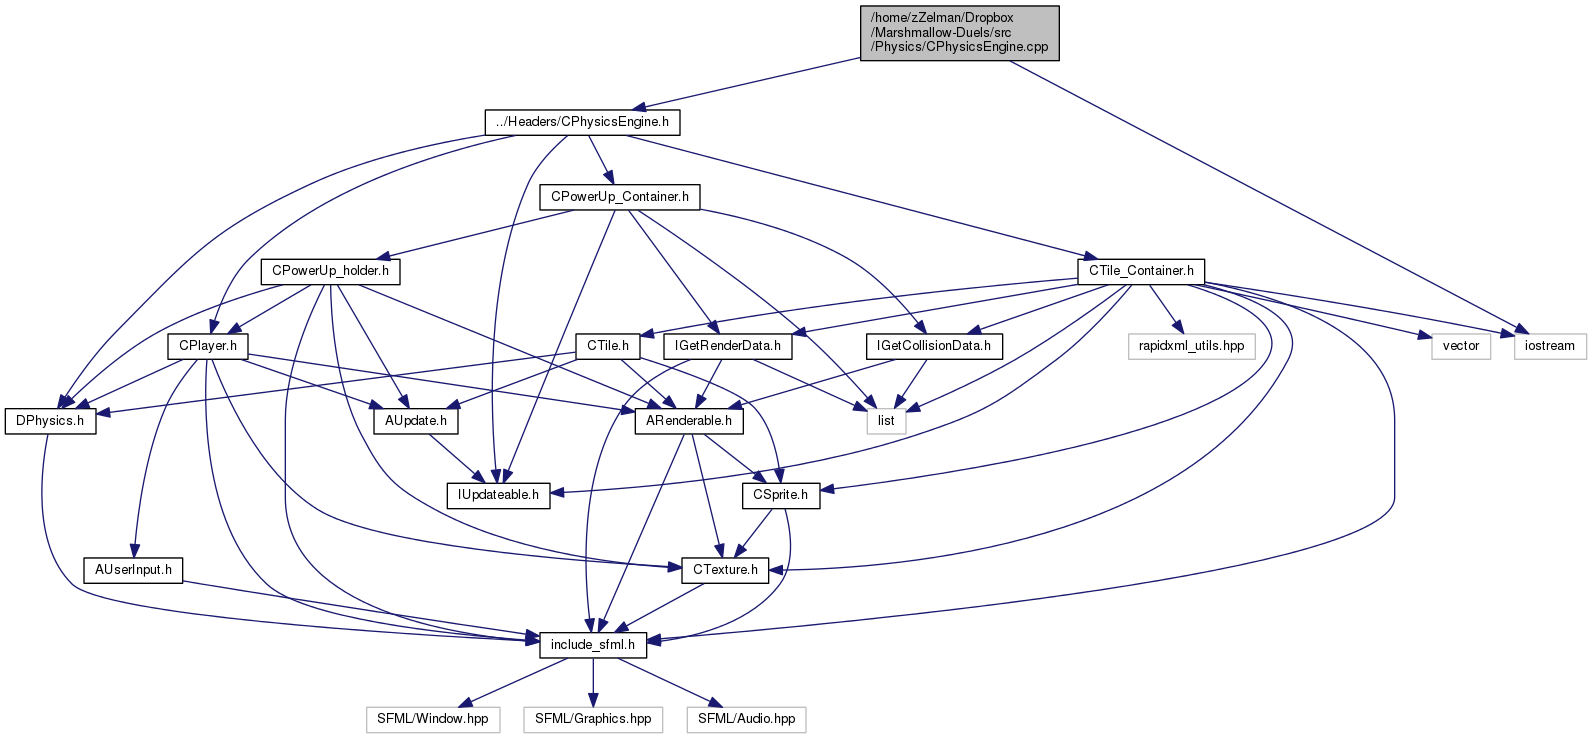 /home/zZelman/Dropbox
/Marshmallow-Duels/src
/Physics/CPhysicsEngine.cpp
../Headers/CPhysicsEngine.h
CPowerUp_Container.h
CPowerUp_holder.h
CTile_Container.h
CPlayer.h
CTile.h
IGetRenderData.h
IGetCollisionData.h
rapidxml_utils.hpp
vector
iostream
DPhysics.h
AUpdate.h
ARenderable.h
list
IUpdateable.h
CSprite.h
AUserInput.h
CTexture.h
include_sfml.h
SFML/Window.hpp
SFML/Graphics.hpp
SFML/Audio.hpp